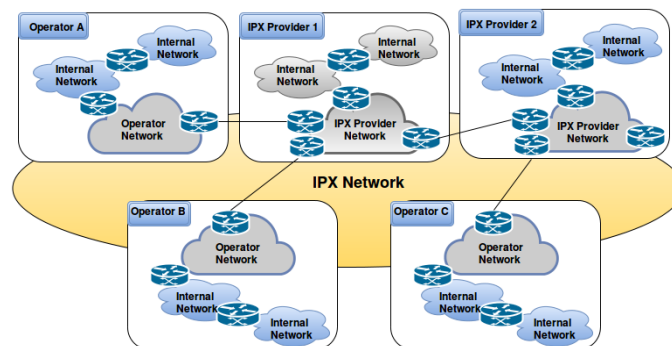 Operator A
Internal
Network
Internal
Network
Operator
Network
IPX Provider 1
Internal
Network
Internal
Network
IPX Provider
Network
IPX Provider 2
Internal
Network
Internal
Network
IPX Provider
Network
IPX Network
Operator B
Operator
Network
Internal
Network
Internal
Network
Operator C
Operator
Network
Internal
Network
Internal
Network